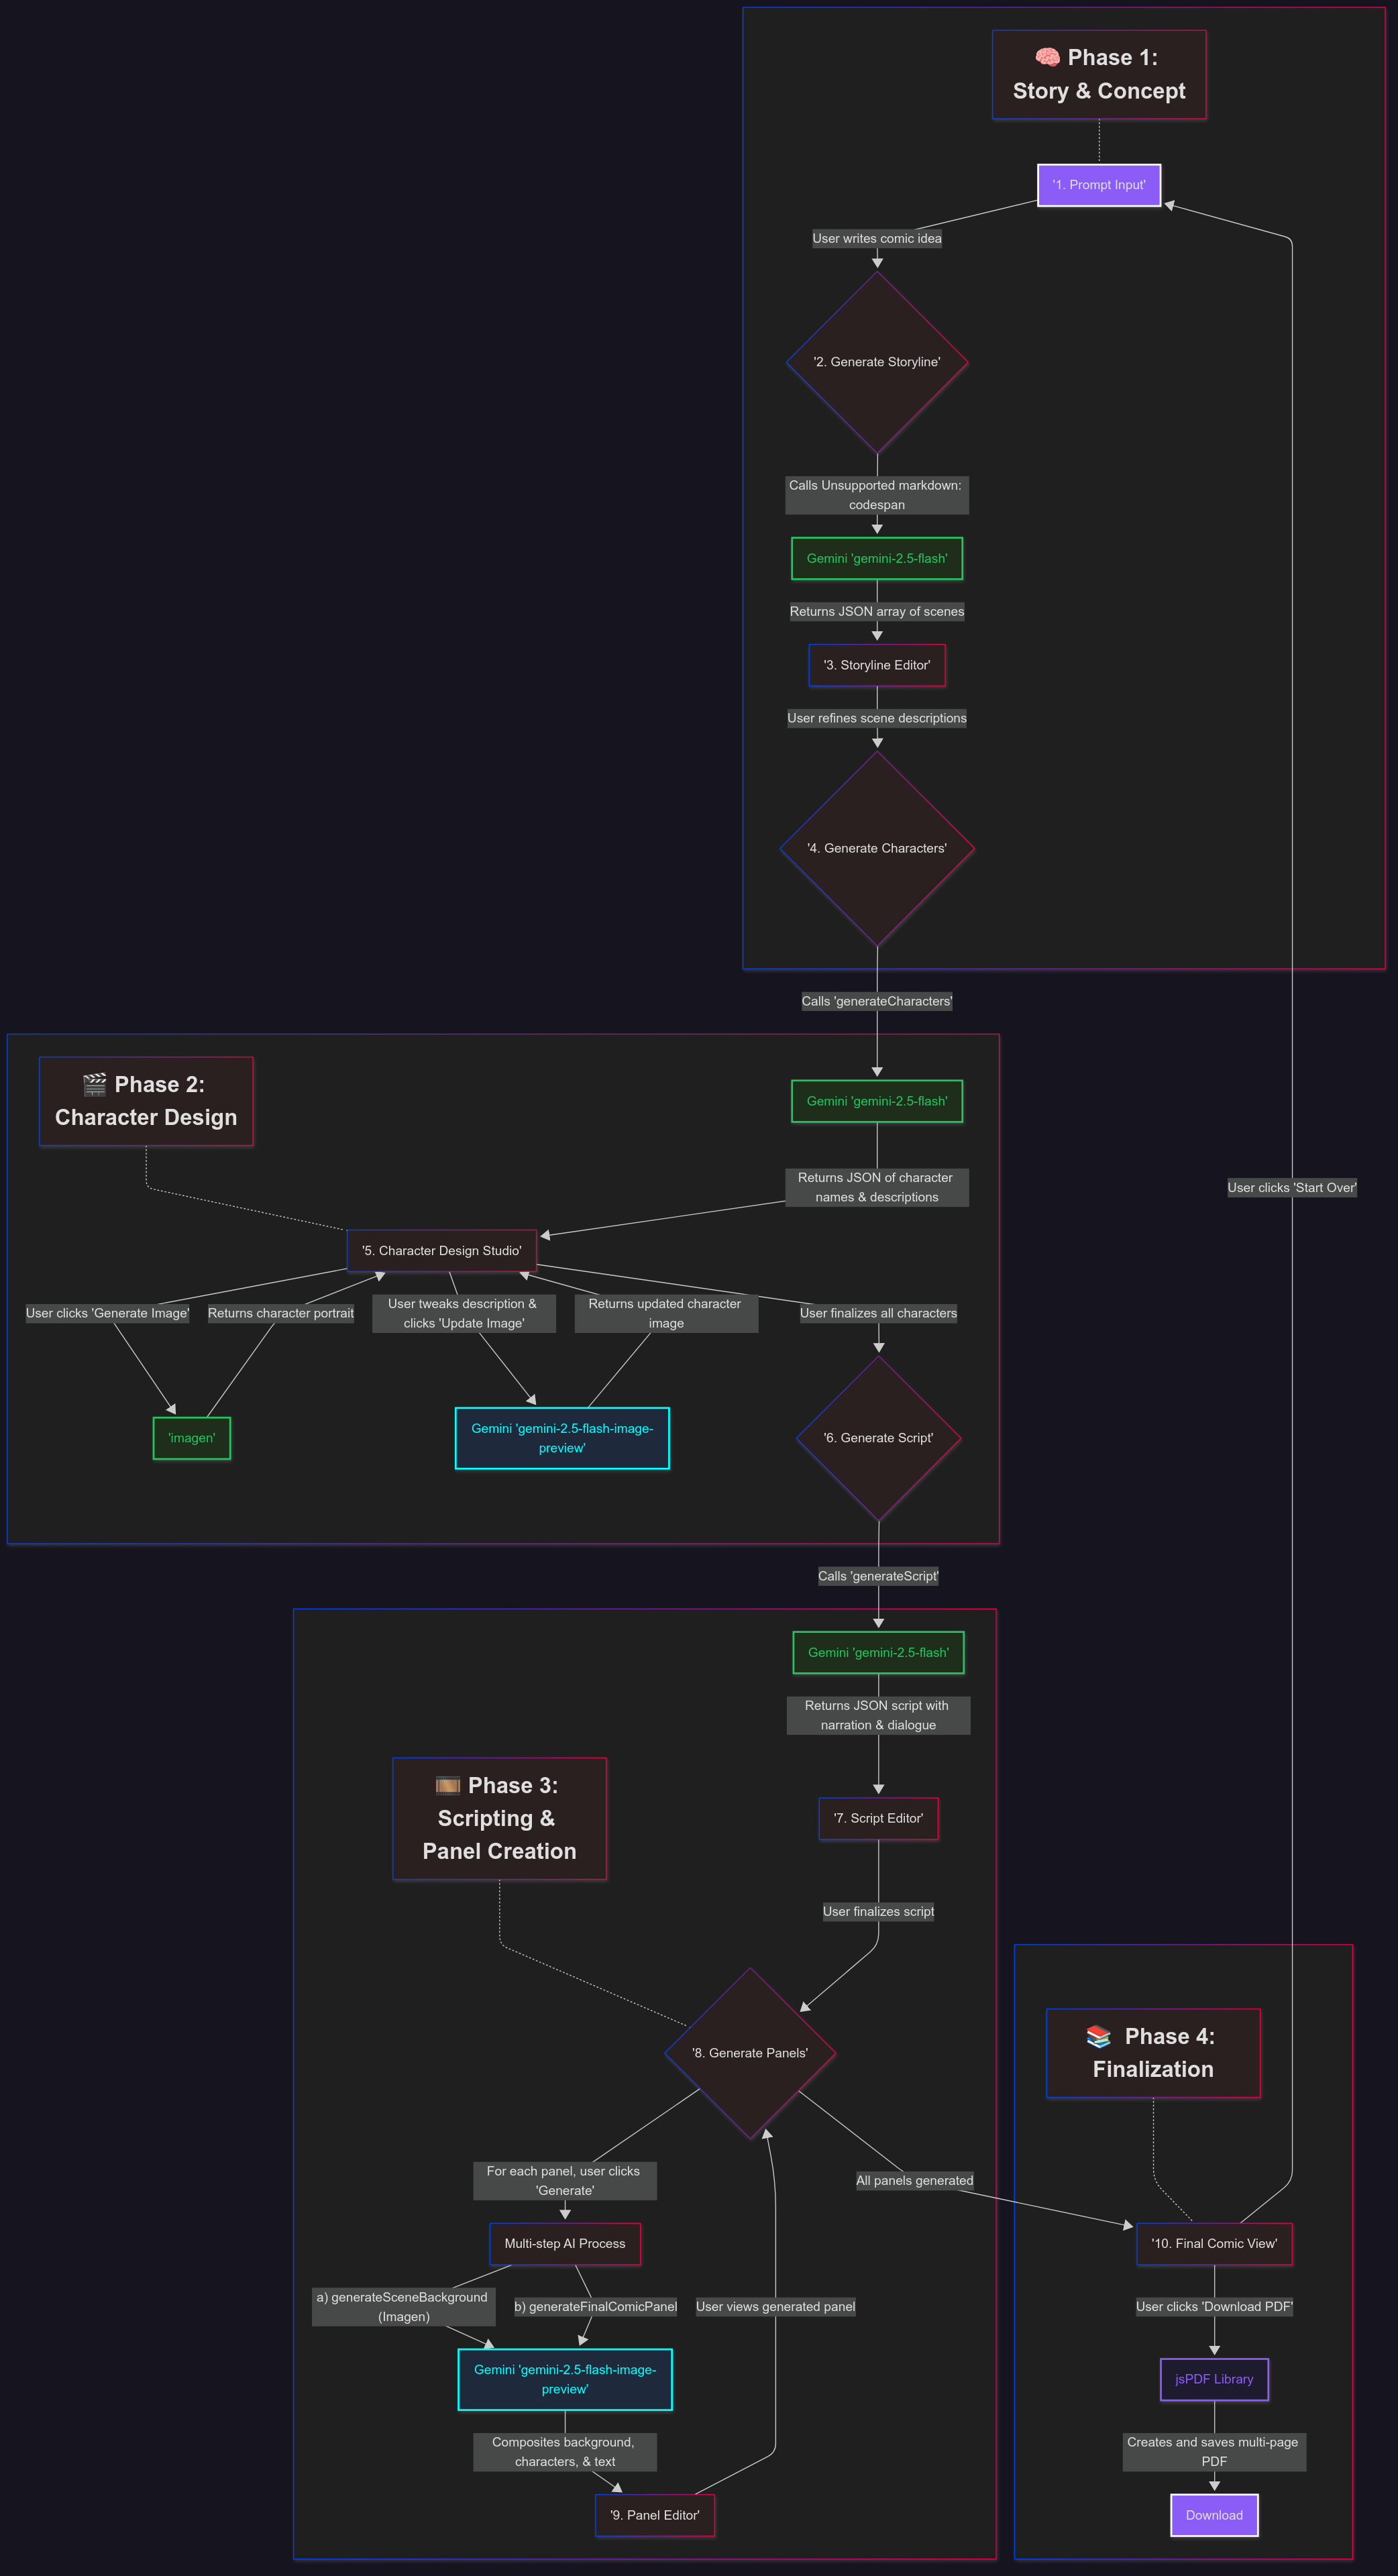 🧠 Phase 1:
Story & Concept
'1. Prompt Input'
User writes comic idea
'2. Generate Storyline'
Calls Unsupported markdown:
codespan
Gemini 'gemini-2.5-flash'
Returns JSON array of scenes
'3. Storyline Editor'
User refines scene descriptions
'4. Generate Characters'
Calls 'generateCharacters'
🎬 Phase 2:
Character Design
Gemini 'gemini-2.5-flash'
Returns JSON of character
names & descriptions
'5. Character Design Studio'
User clicks 'Generate Image'
Returns character portrait
User tweaks description &
clicks 'Update Image'
Returns updated character
image
User finalizes all characters
'imagen'
Gemini 'gemini-2.5-flash-image-
preview'
'6. Generate Script'
Calls 'generateScript'
Gemini 'gemini-2.5-flash'
Returns JSON script with
narration & dialogue
🎞️ Phase 3:
Scripting &
Panel Creation
'7. Script Editor'
User finalizes script
'8. Generate Panels'
For each panel, user clicks
'Generate'
All panels generated
Multi-step AI Process
a) generateSceneBackground
(Imagen)
b) generateFinalComicPanel
User views generated panel
Gemini 'gemini-2.5-flash-image-
preview'
Composites background,
characters, & text
'9. Panel Editor'
📚 Phase 4:
Finalization
'10. Final Comic View'
User clicks 'Start Over'
User clicks 'Download PDF'
jsPDF Library
Creates and saves multi-page
PDF
Download